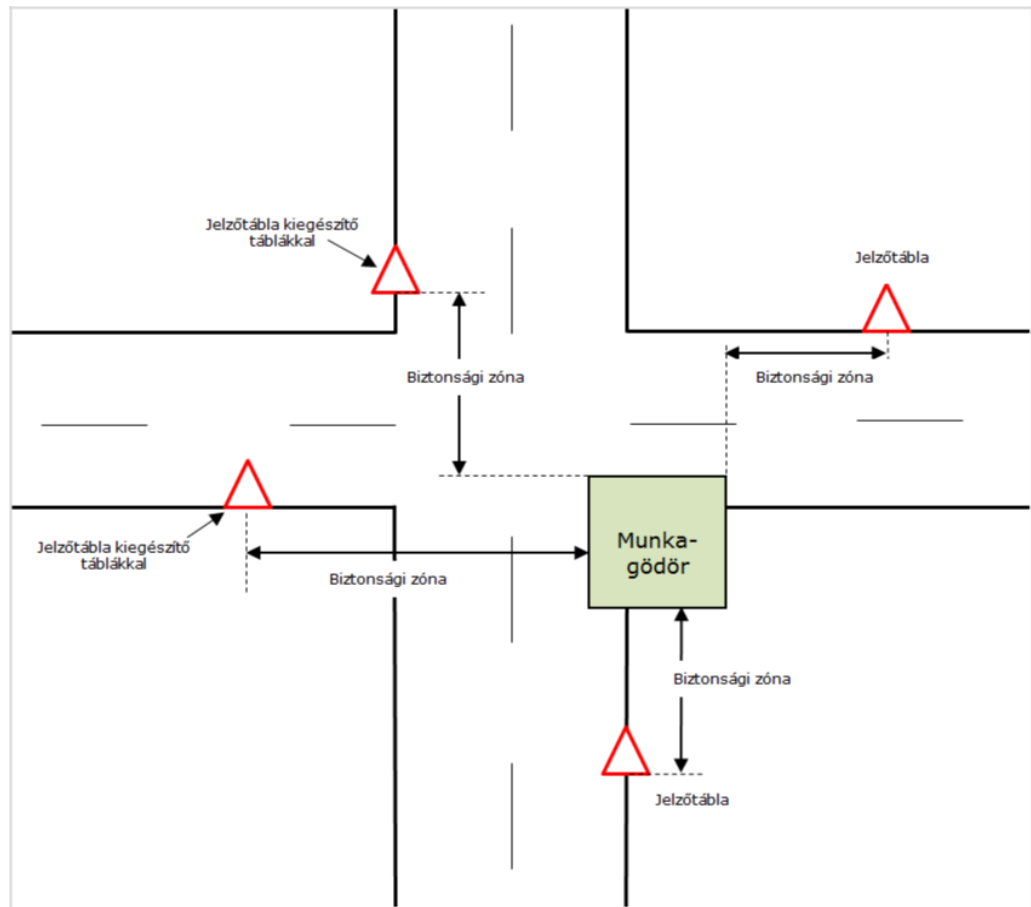 Jelzőtábla kiegészítő
táblákkal
Jelzőtábla
Biztonsági zóna
Biztonsági zóna
Munka-
gödör
Jelzőtábla kiegészítő
táblákkal
Biztonsági zóna
Biztonsági zóna
Jelzőtábla